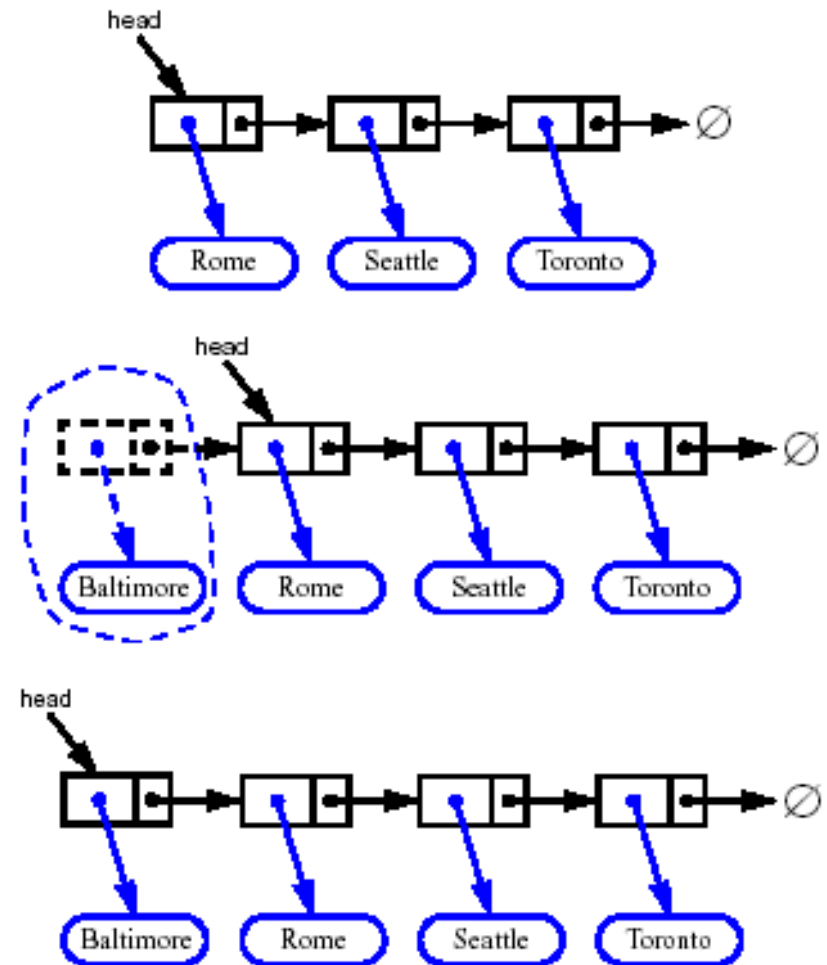 head
∅
Rome Seattle Toronto
head
∅
Baltimore Rome Seattle Toronto
head
∅
Baltimore Rome Seattle Toronto